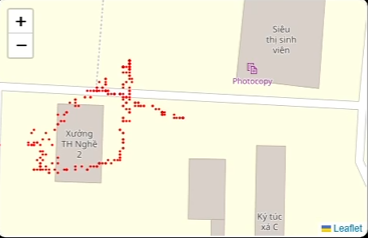 +
−
Siêu
thị sinh
viên
Photocopy
Xưởng
TH Nghề
2
Ký túc
xá C
Leaflet